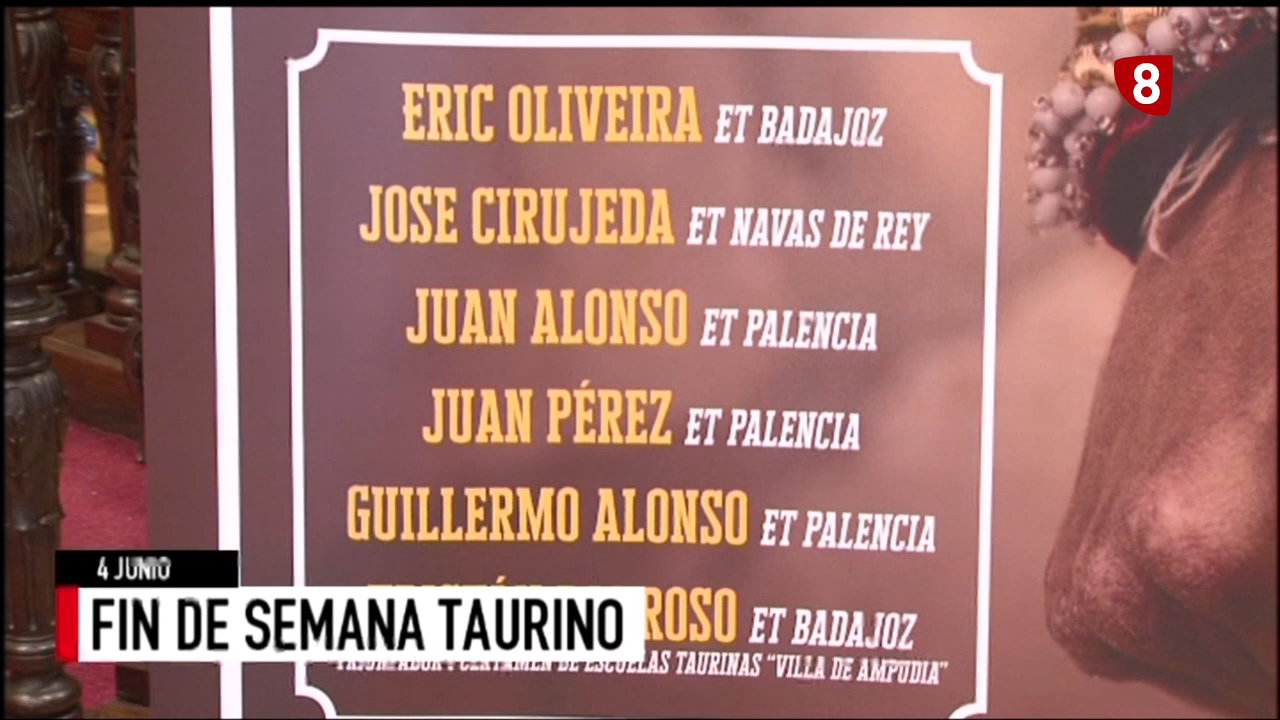 8
ERIC OLIVEIRA ET BADAJOZ
JOSE CIRUJEDA ET NAVAS DE REY
JUAN ALONSO ET PALENCIA
JUAN PÉREZ ET PALENCIA
GUILLERMO ALONSO ET PALENCIA
ROSO ET BADAJOZ
CERTAMEN DE ESCUELAS TAURINAS "VILLA DE AMPUDIA"
4 JUNIO
FIN DE SEMANA TAURINO